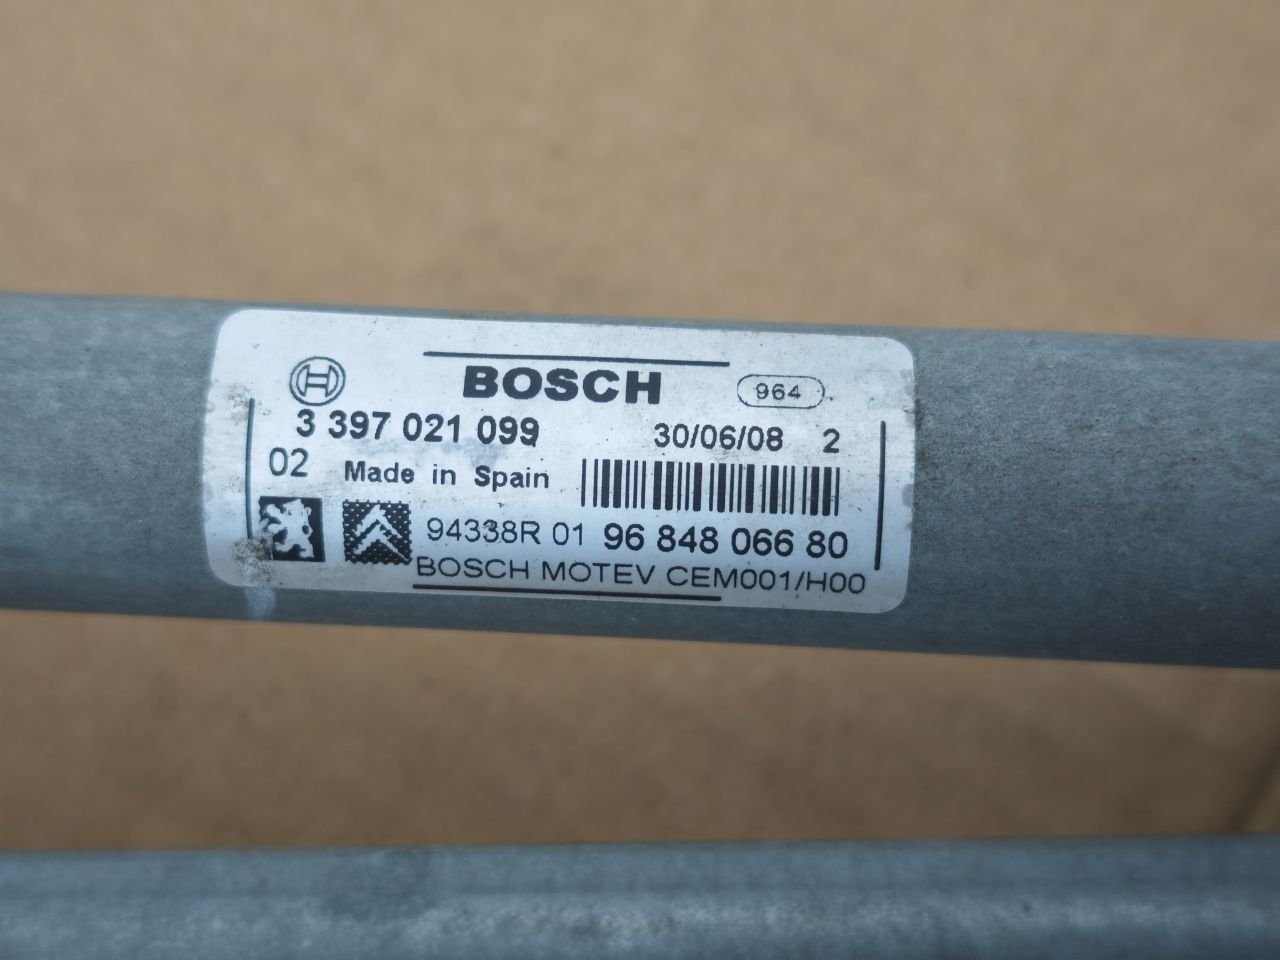 BOSCH 964
3 397 021 099 30/06/08 2
02 Made in Spain
94338R 01 96 848 066 80
BOSCH MOTEV CEM001/H00